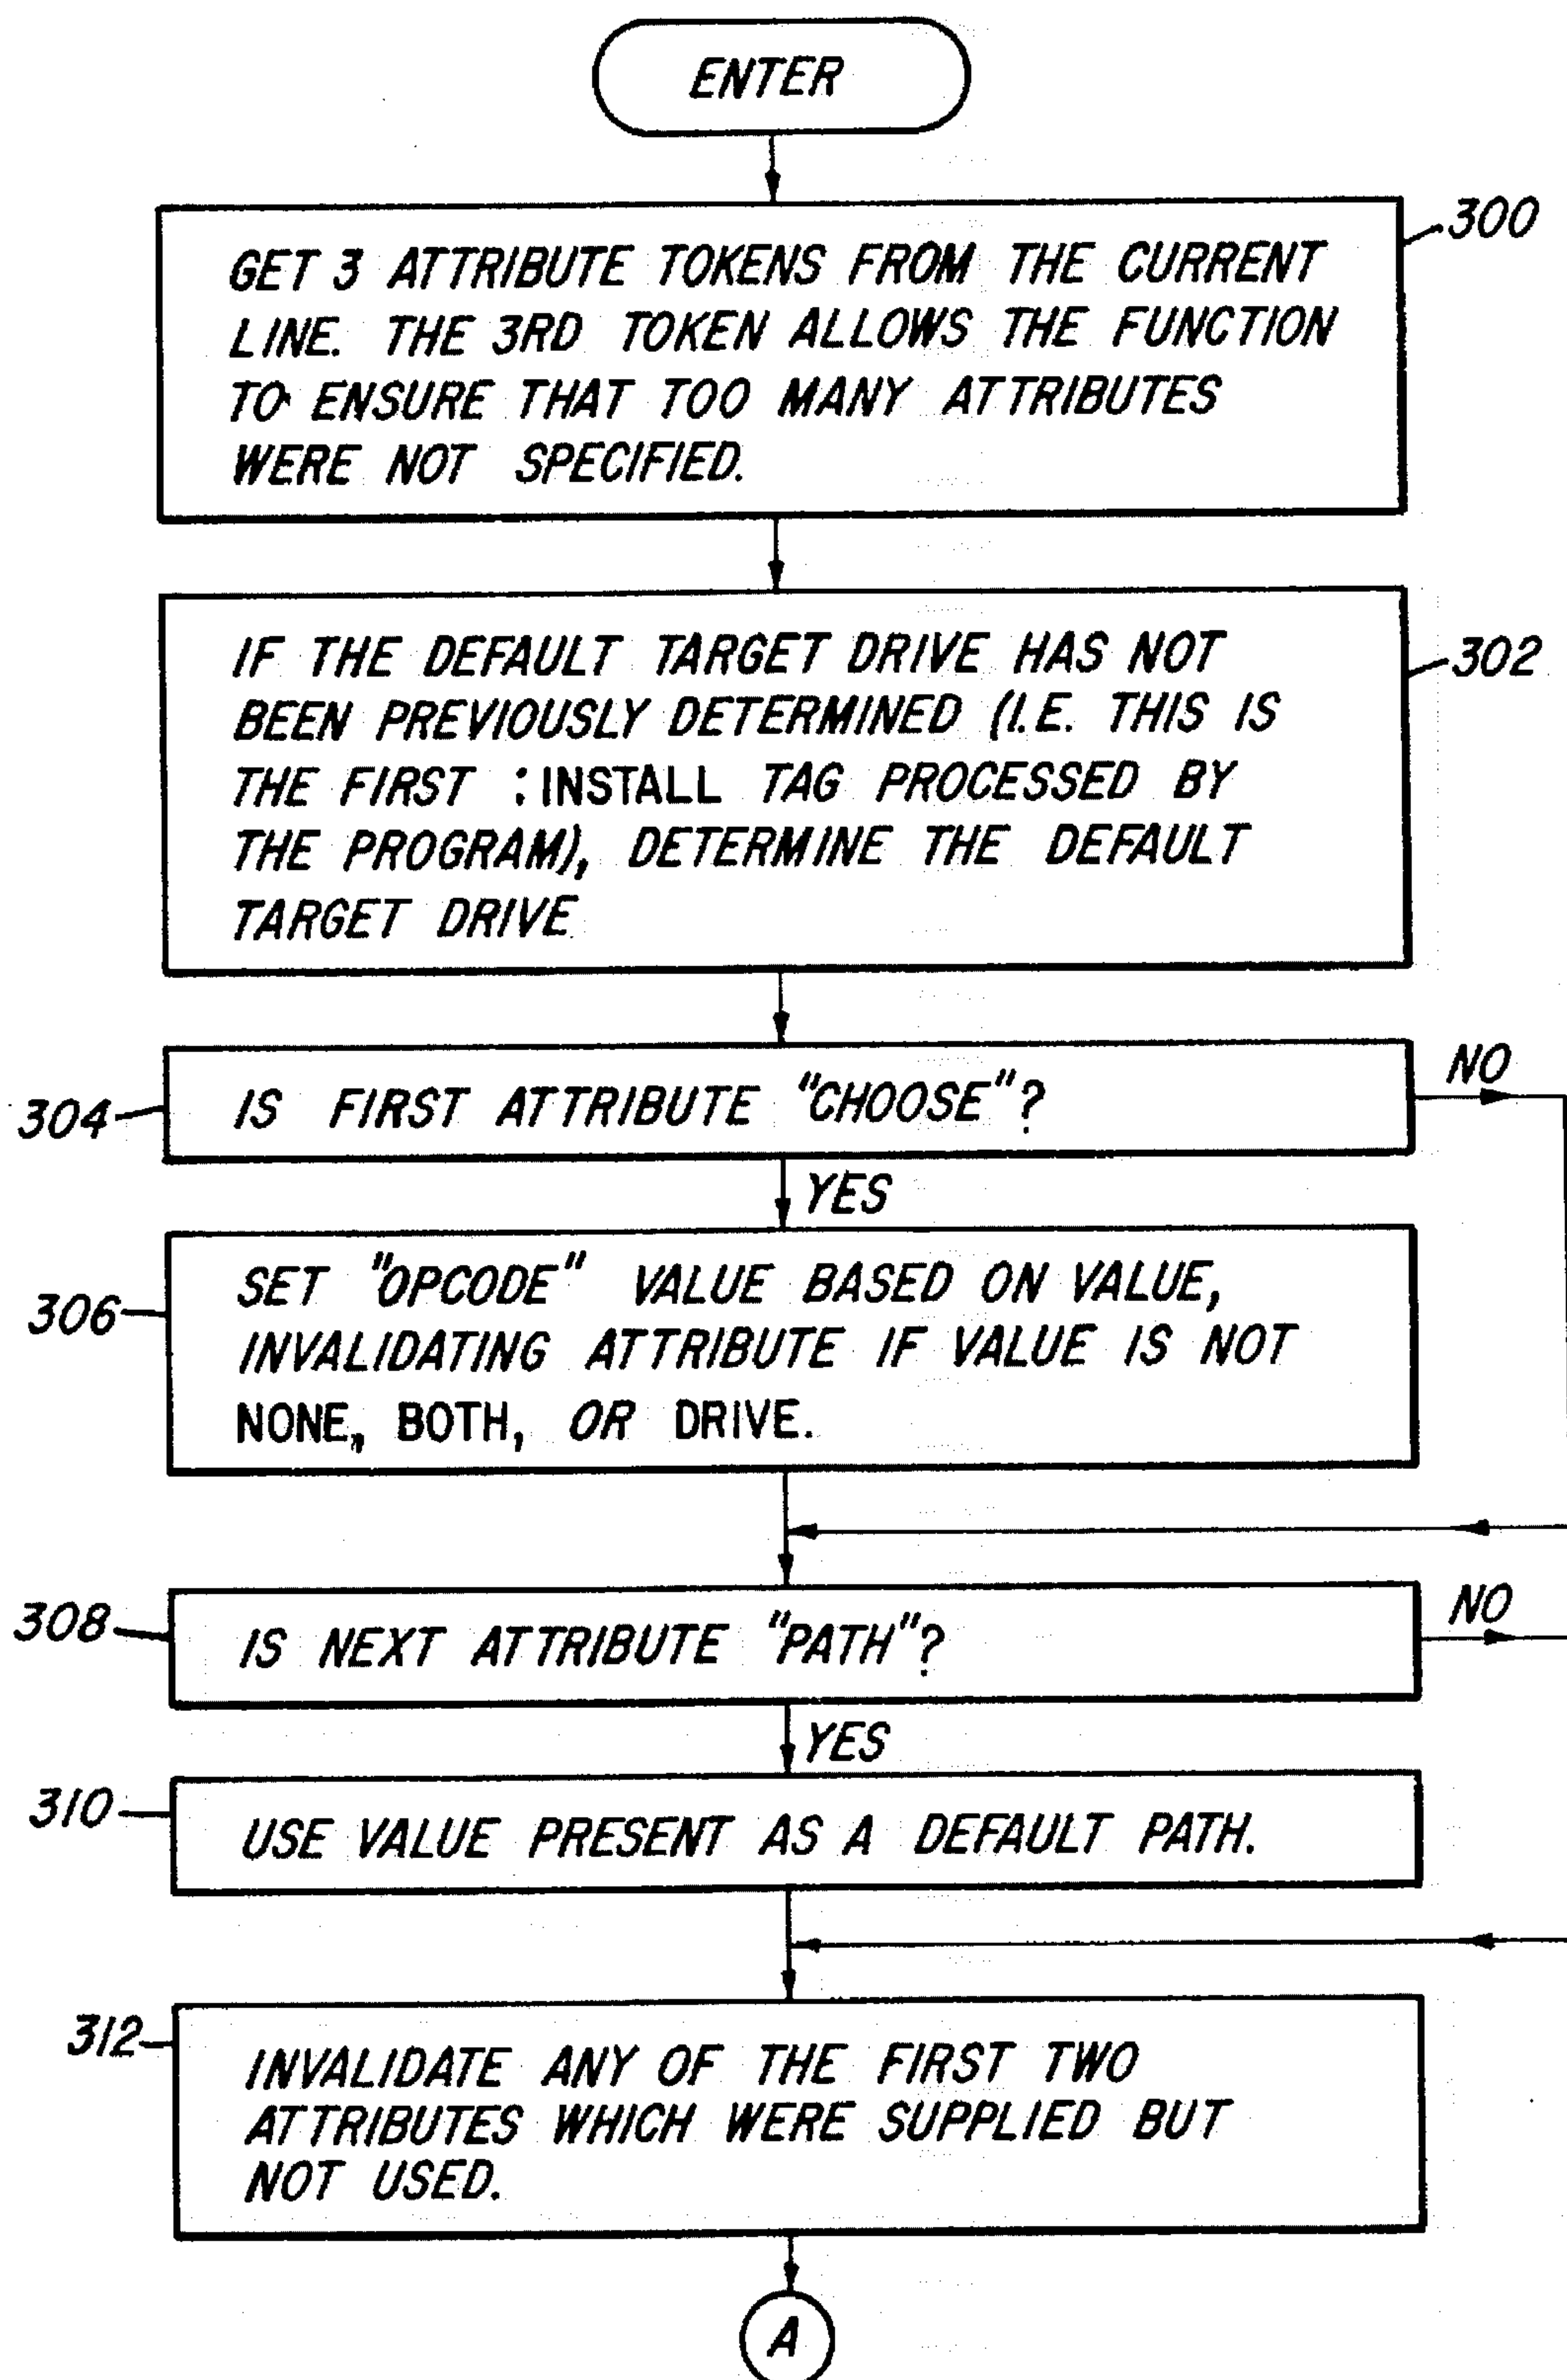 ENTER
300
GET 3 ATTRIBUTE TOKENS FROM THE CURRENT
LINE. THE 3RD TOKEN ALLOWS THE FUNCTION
TO ENSURE THAT TOO MANY ATTRIBUTES
WERE NOT SPECIFIED.
302
IF THE DEFAULT TARGET DRIVE HAS NOT
BEEN PREVIOUSLY DETERMINED (I.E. THIS IS
THE FIRST :INSTALL TAG PROCESSED BY
THE PROGRAM), DETERMINE THE DEFAULT
TARGET DRIVE
304
IS FIRST ATTRIBUTE "CHOOSE"?
NO
YES
306
SET "OPCODE" VALUE BASED ON VALUE,
INVALIDATING ATTRIBUTE IF VALUE IS NOT
NONE, BOTH, OR DRIVE.
308
IS NEXT ATTRIBUTE "PATH"?
NO
YES
310
USE VALUE PRESENT AS A DEFAULT PATH.
312
INVALIDATE ANY OF THE FIRST TWO
ATTRIBUTES WHICH WERE SUPPLIED BUT
NOT USED.
A